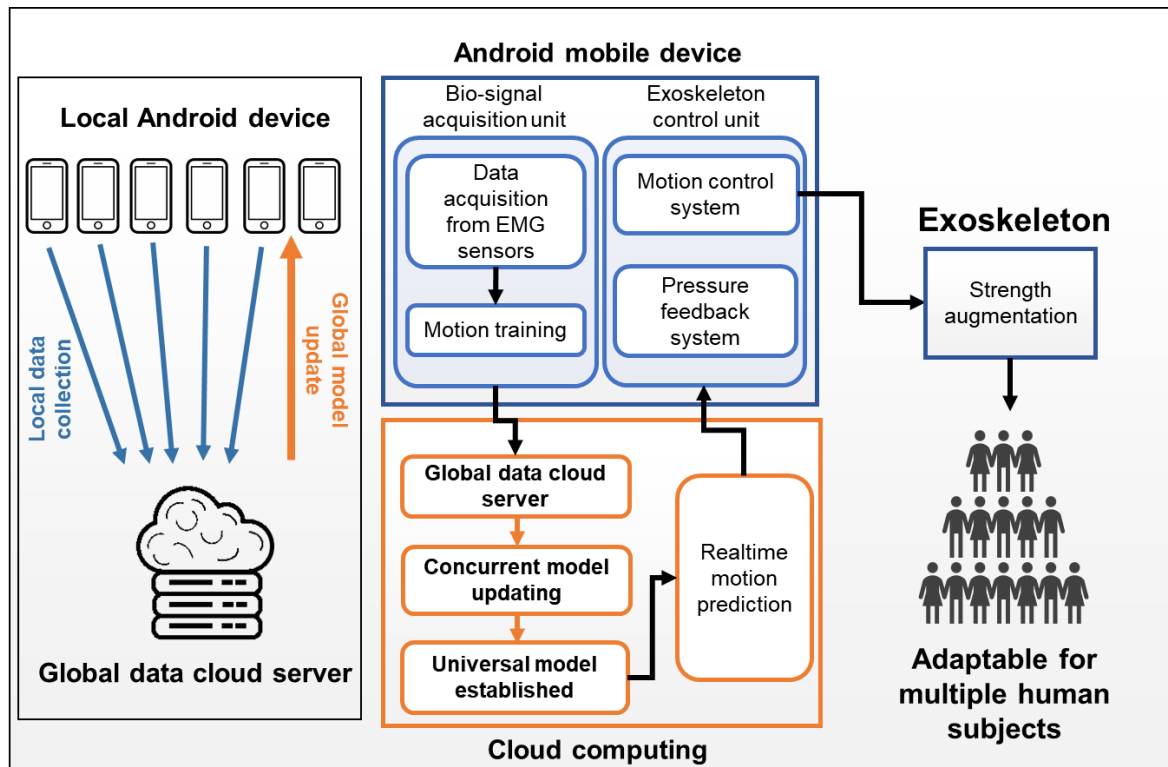 Local Android device
Local data
collection
Global model
update
Global data cloud server
Android mobile device
Bio-signal
acquisition unit
Data
acquisition
from EMG
sensors
Motion training
Exoskeleton
control unit
Motion control
system
Pressure
feedback
system
Global data cloud
server
Concurrent model
updating
Universal model
established
Realtime
motion
prediction
Cloud computing
Exoskeleton
Strength
augmentation
Adaptable for
multiple human
subjects